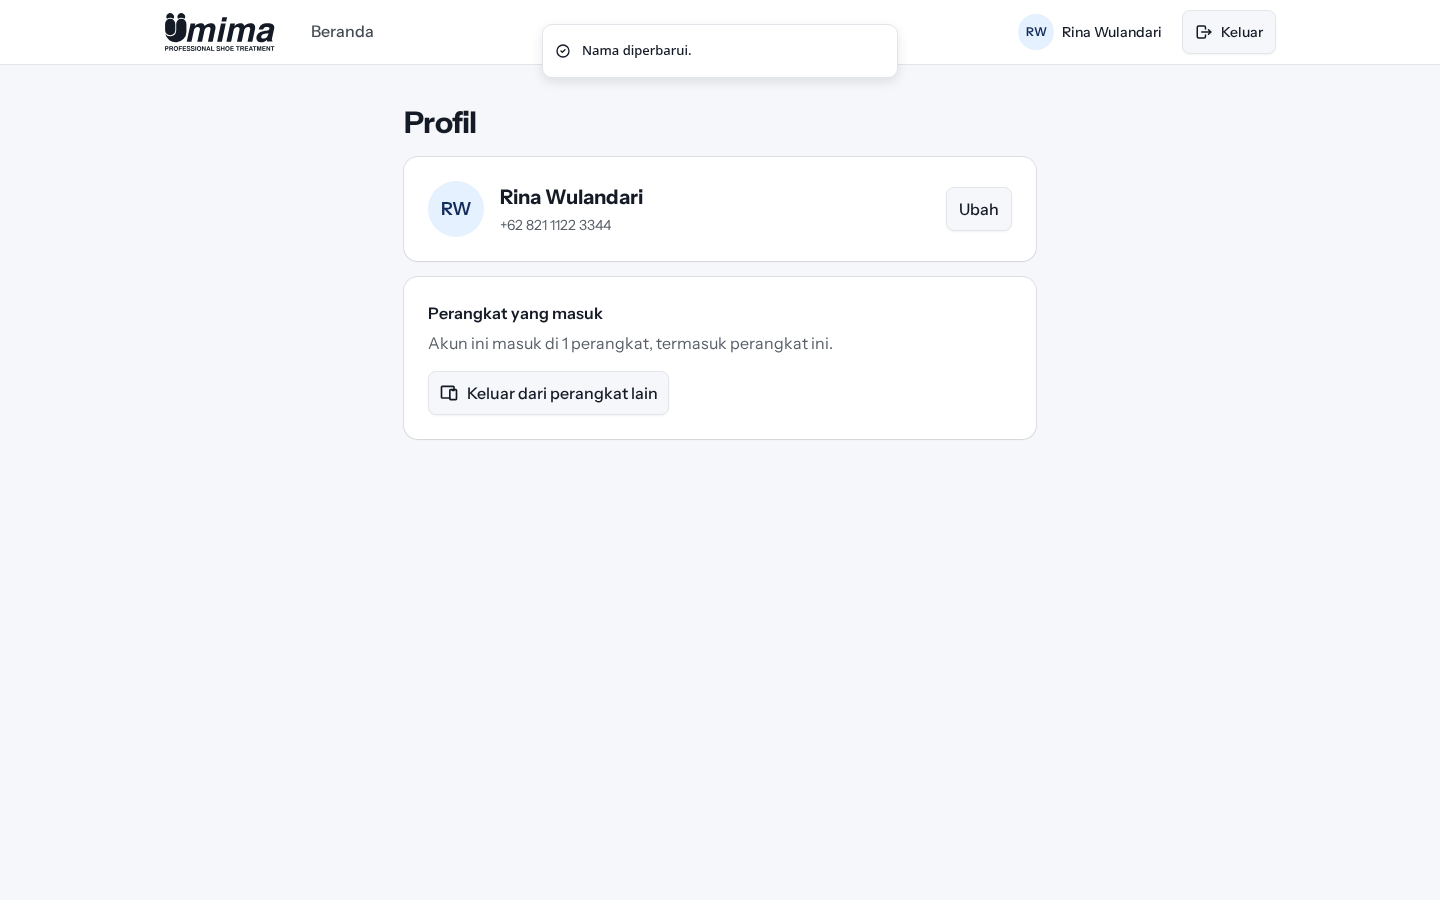 Ümima
PROFESSIONAL SHOE TREATMENT
Beranda
Nama diperbarui.
RW
Rina Wulandari
Keluar
Profil
RW
Rina Wulandari
+62 821 1122 3344
Ubah
Perangkat yang masuk
Akun ini masuk di 1 perangkat, termasuk perangkat ini.
Keluar dari perangkat lain